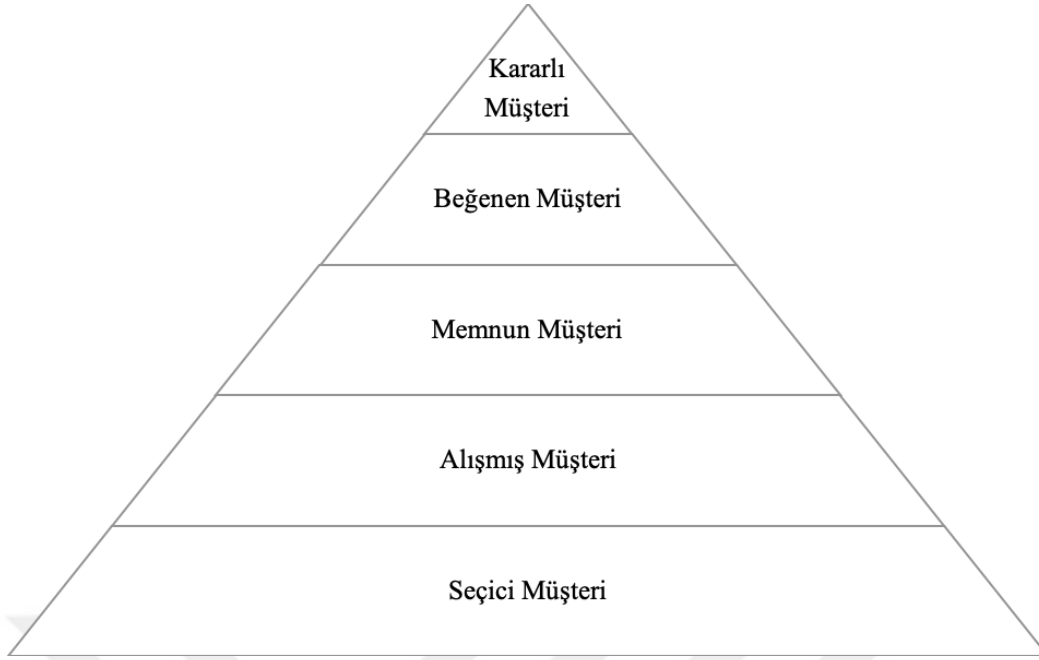 Kararlı
Müşteri
Beğenen Müşteri
Memnun Müşteri
Alışmış Müşteri
Seçici Müşteri